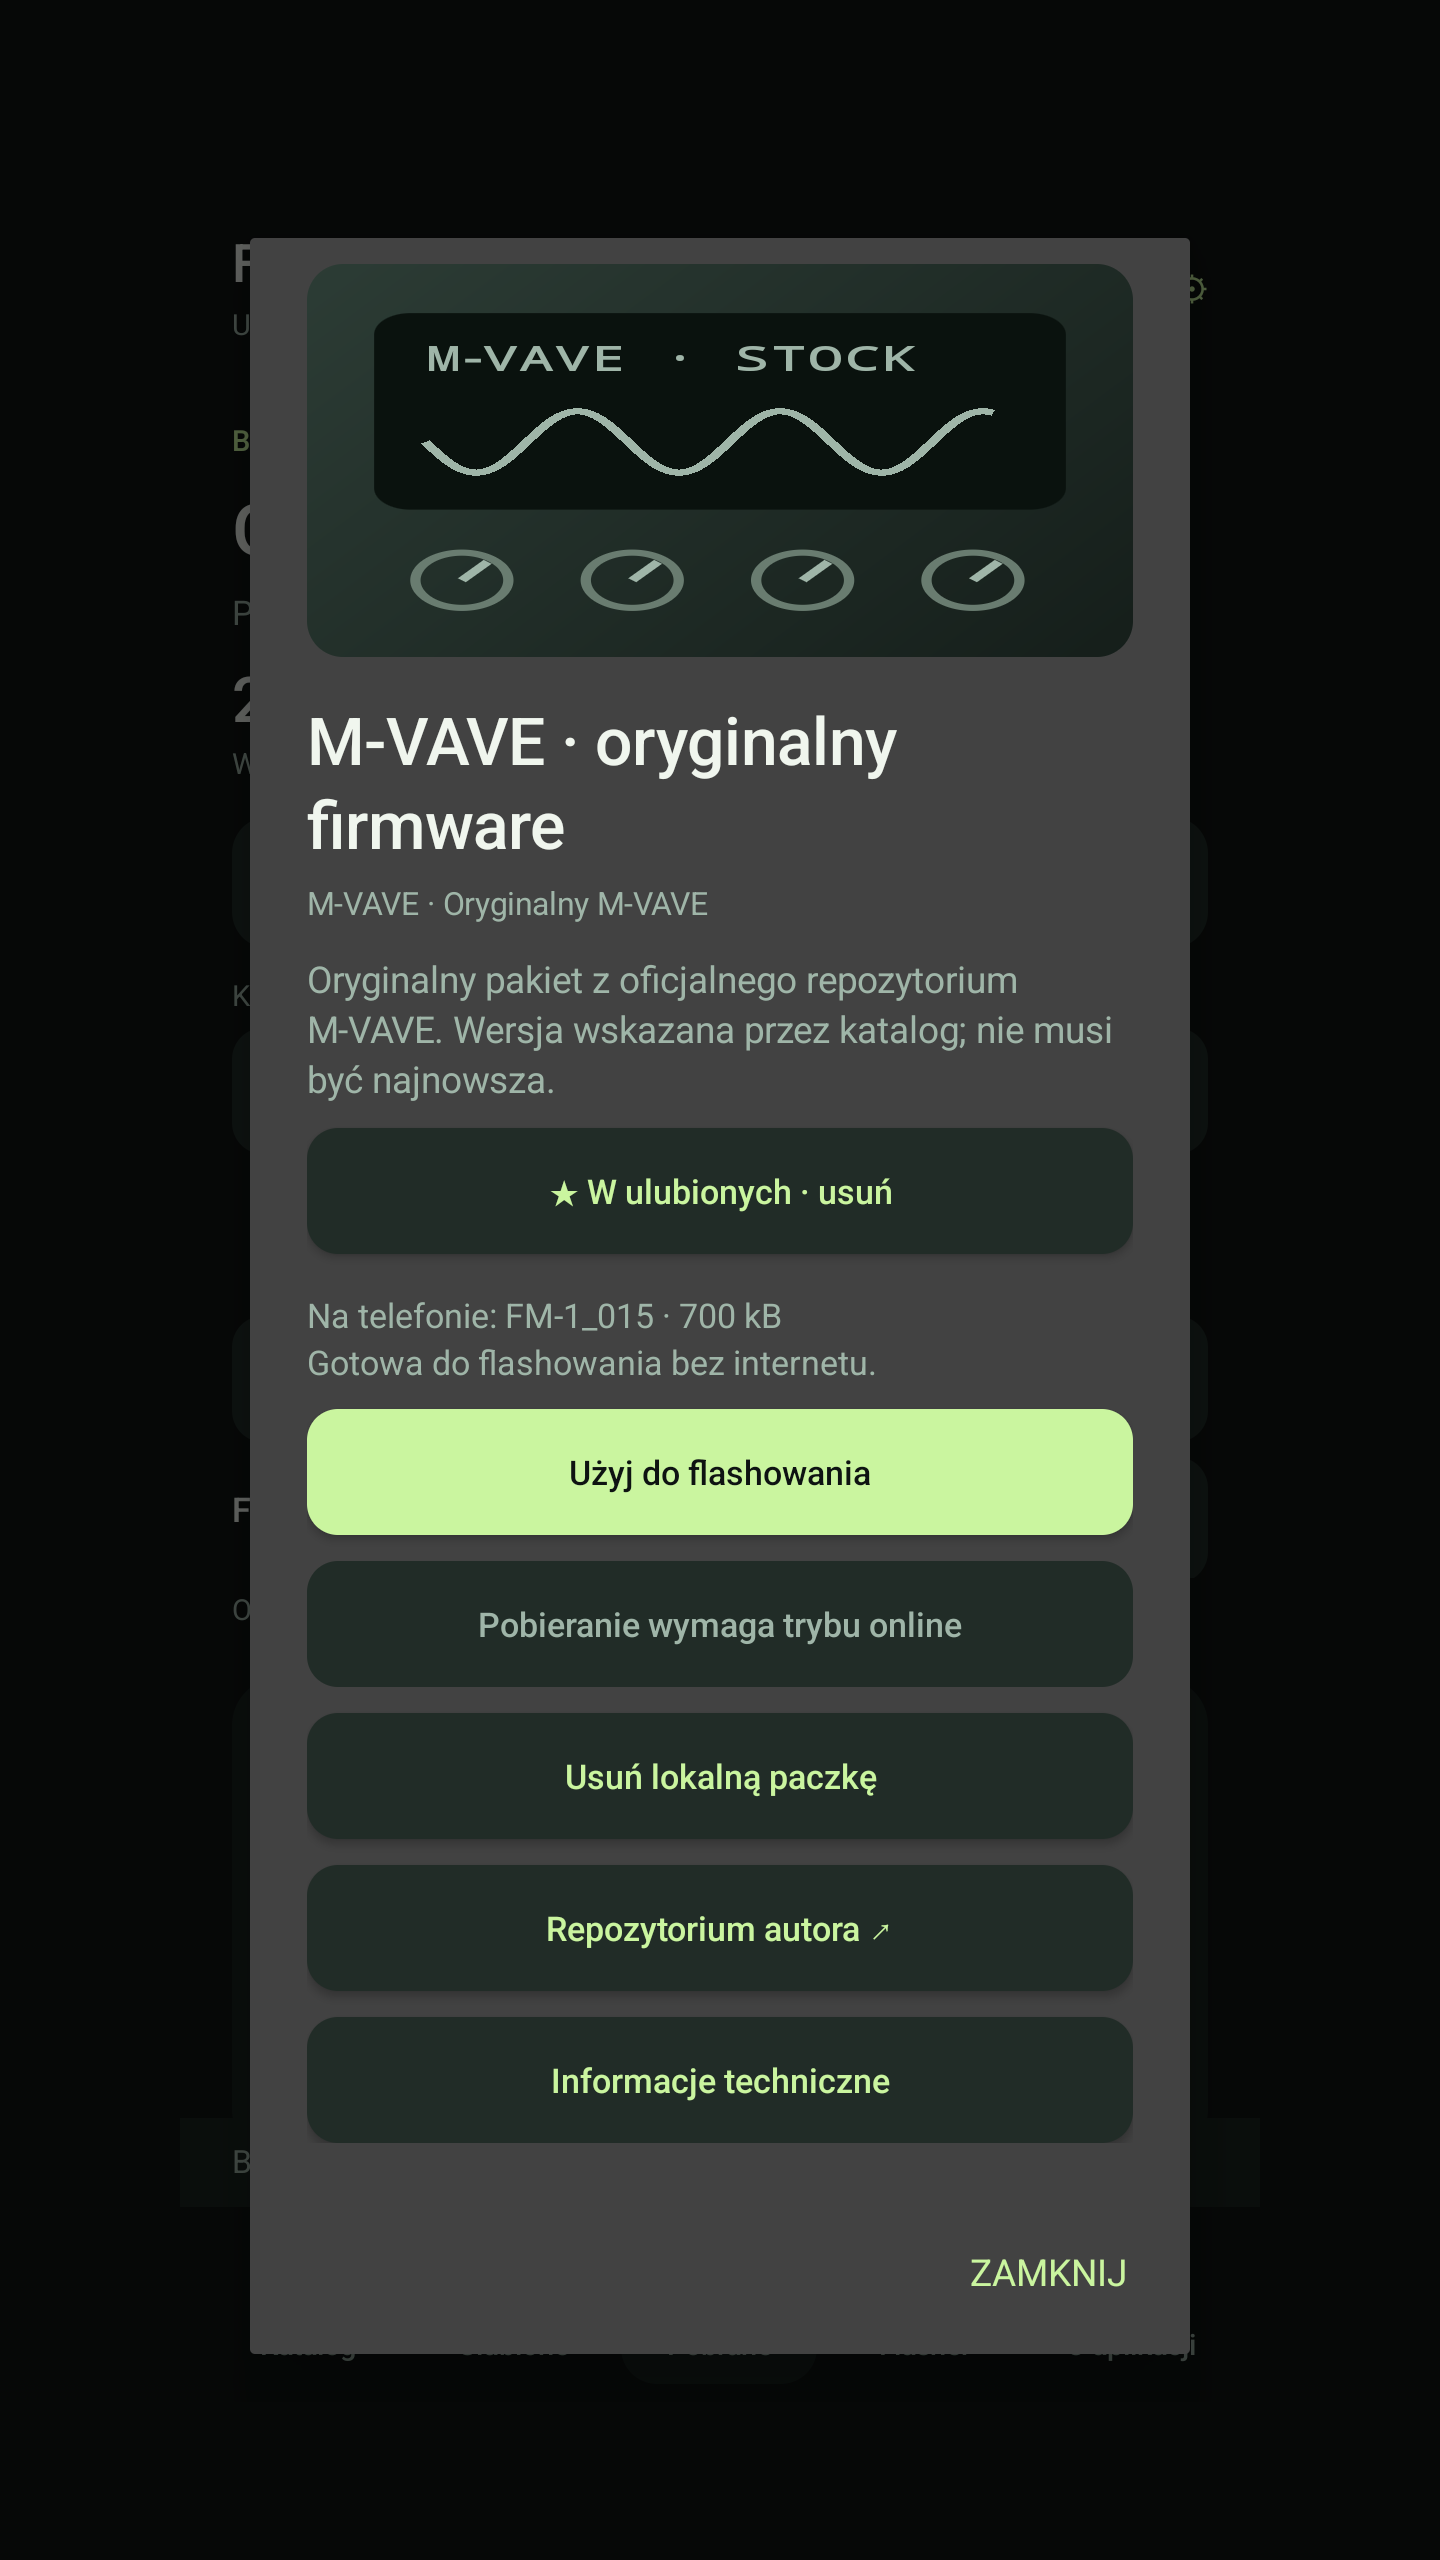 M-VAVE · STOCK
M-VAVE · oryginalny
firmware
M-VAVE · Oryginalny M-VAVE
Oryginalny pakiet z oficjalnego repozytorium
M-VAVE. Wersja wskazana przez katalog; nie musi
być najnowsza.
★ W ulubionych · usuń
Na telefonie: FM-1_015 · 700 kB
Gotowa do flashowania bez internetu.
Użyj do flashowania
Pobieranie wymaga trybu online
Usuń lokalną paczkę
Repozytorium autora ↗
Informacje techniczne
ZAMKNIJ